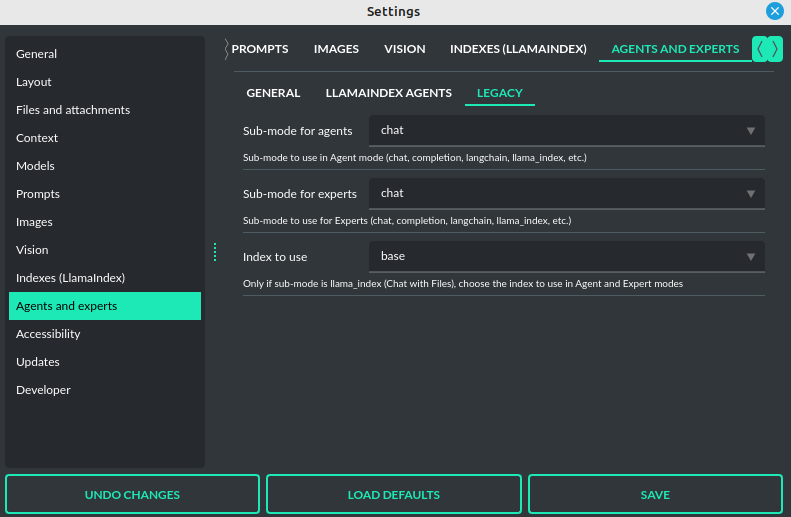 Settings
General
Layout
Files and attachments
Context
Models
Prompts
Images
Vision
Indexes (LlamaIndex)
Agents and experts
Accessibility
Updates
Developer
PROMPTS IMAGES VISION INDEXES (LLAMAINDEX) AGENTS AND EXPERTS
GENERAL LLAMAINDEX AGENTS LEGACY
Sub-mode for agents chat
Sub-mode to use in Agent mode (chat, completion, langchain, llama_index, etc.)
Sub-mode for experts chat
Sub-mode to use for Experts (chat, completion, langchain, llama_index, etc.)
Index to use base
Only if sub-mode is llama_index (Chat with Files), choose the index to use in Agent and Expert modes
UNDO CHANGES LOAD DEFAULTS SAVE